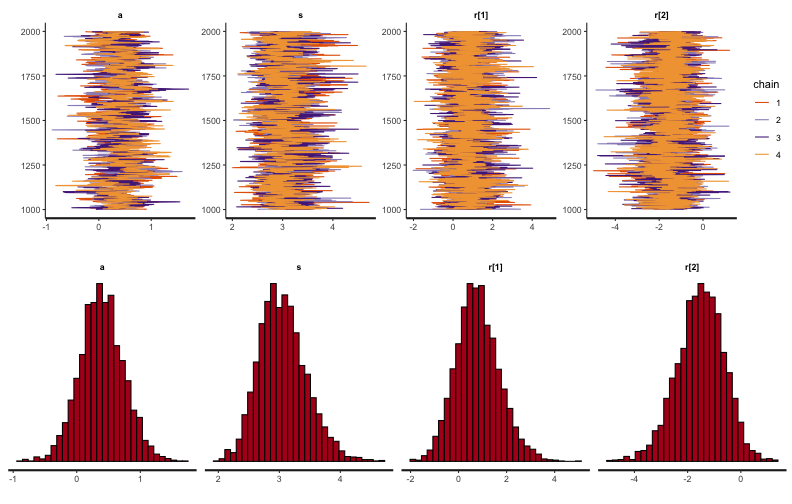 a s r[1] r[2]
2000 2000 2000 2000
1750 1750 1750 1750
chain
1
1500 1500 1500 1500
2
3
4
1250 1250 1250 1250
1000 1000 1000 1000
-1 0 1 2 3 4 -2 0 2 4 -4 -2 0
a s r[1] r[2]
-1 0 1 2 3 4 -2 0 2 4 -4 -2 0